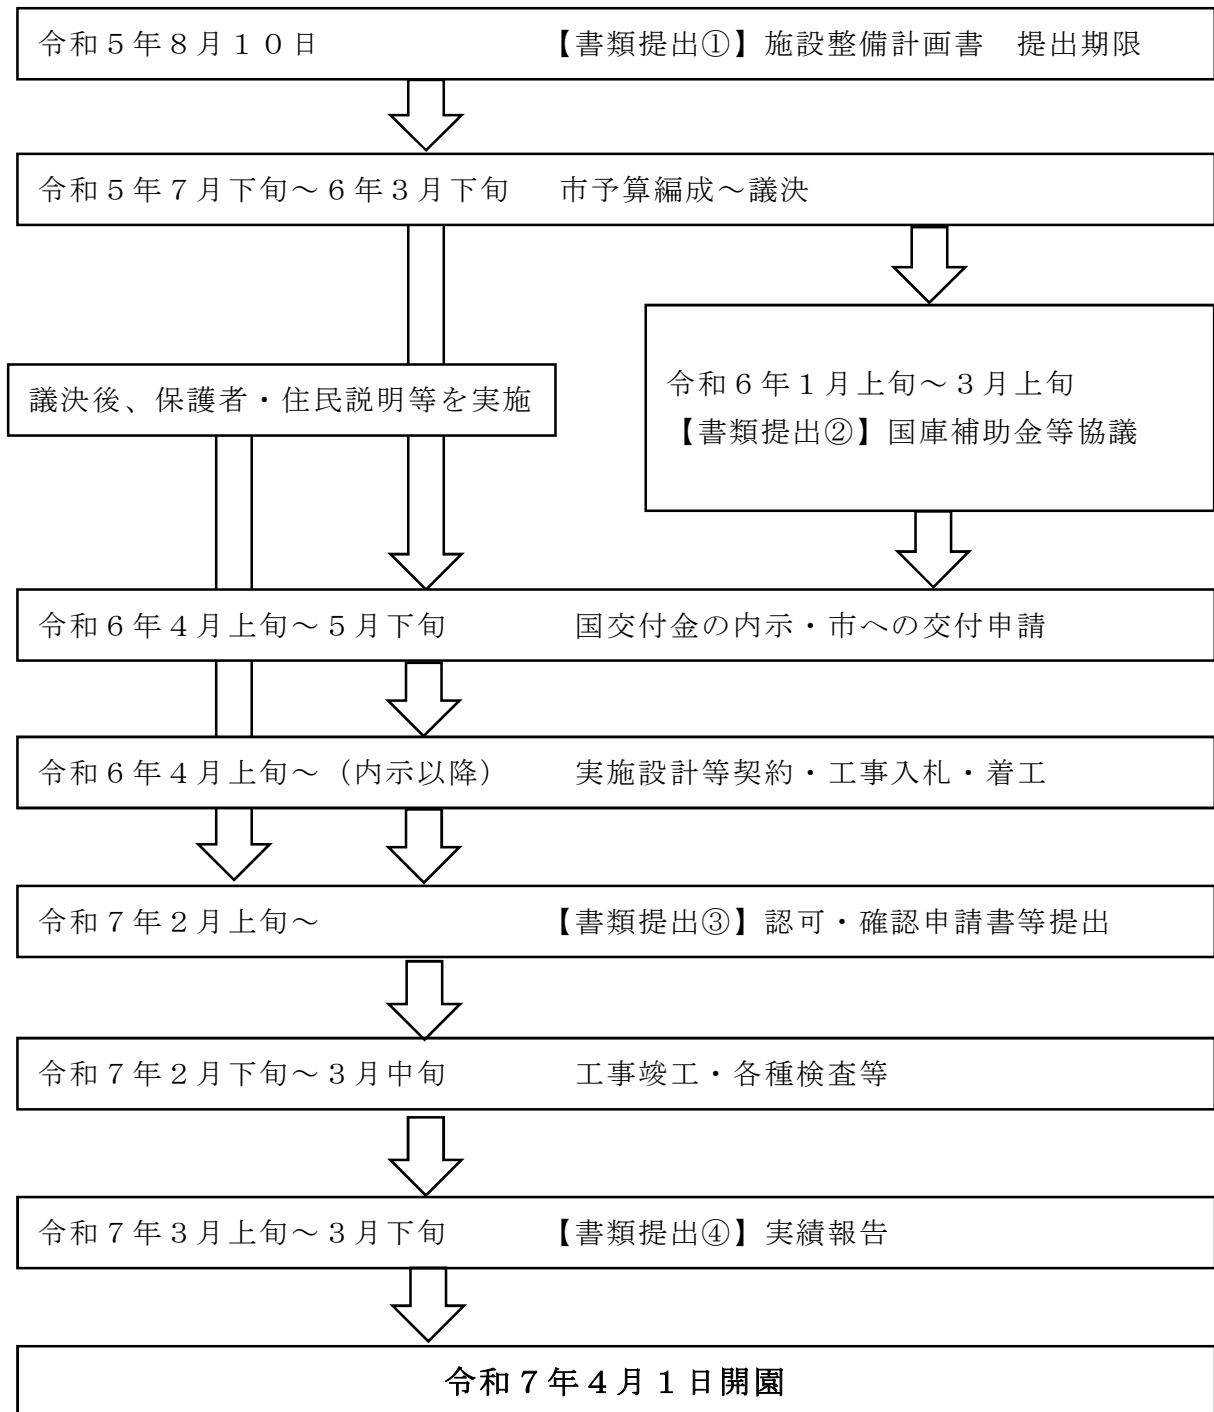 令和５年８月１０日　【書類提出①】施設整備計画書　提出期限
令和５年７月下旬～６年３月下旬　市予算編成～議決
令和６年１月上旬～３月上旬
【書類提出②】国庫補助金等協議
議決後、保護者・住民説明等を実施
令和６年４月上旬～５月下旬　国交付金の内示・市への交付申請
令和６年４月上旬～（内示以降）　実施設計等契約・工事入札・着工
令和７年２月上旬～　【書類提出③】認可・確認申請書等提出
令和７年２月下旬～３月中旬　工事竣工・各種検査等
令和７年３月上旬～３月下旬　【書類提出④】実績報告
令和７年４月１日開園